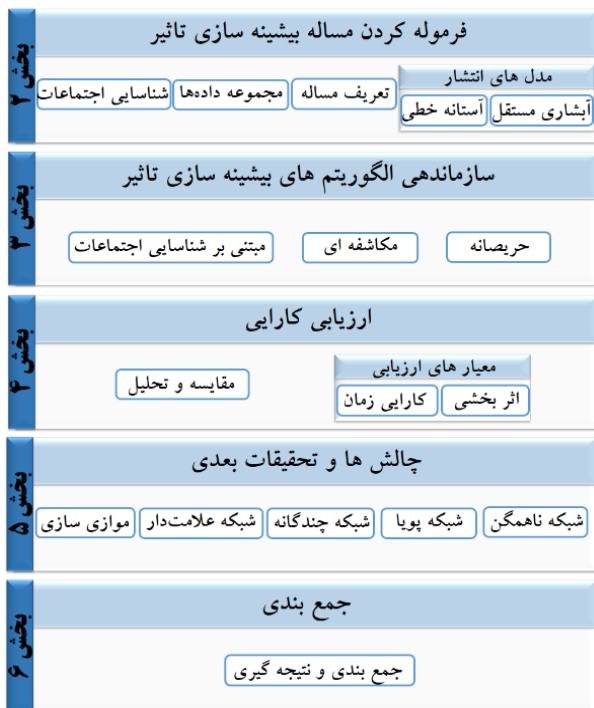 بخش ۲
فرموله کردن مساله بیشینه سازی تاثیر
مدل های انتشار
آبشاری مستقل
آستانه خطی
تعریف مساله
مجموعه داده‌ها
شناسایی اجتماعات
بخش ۳
سازماندهی الگوریتم های بیشینه سازی تاثیر
حریصانه
مکاشفه ای
مبتنی بر شناسایی اجتماعات
بخش ۴
ارزیابی کارایی
معیار های ارزیابی
اثر بخشی
کارایی زمان
مقایسه و تحلیل
بخش ۵
چالش ها و تحقیقات بعدی
شبکه ناهمگن
شبکه پویا
شبکه چندگانه
شبکه علامت‌دار
موازی سازی
بخش ۶
جمع بندی
جمع بندی و نتیجه گیری